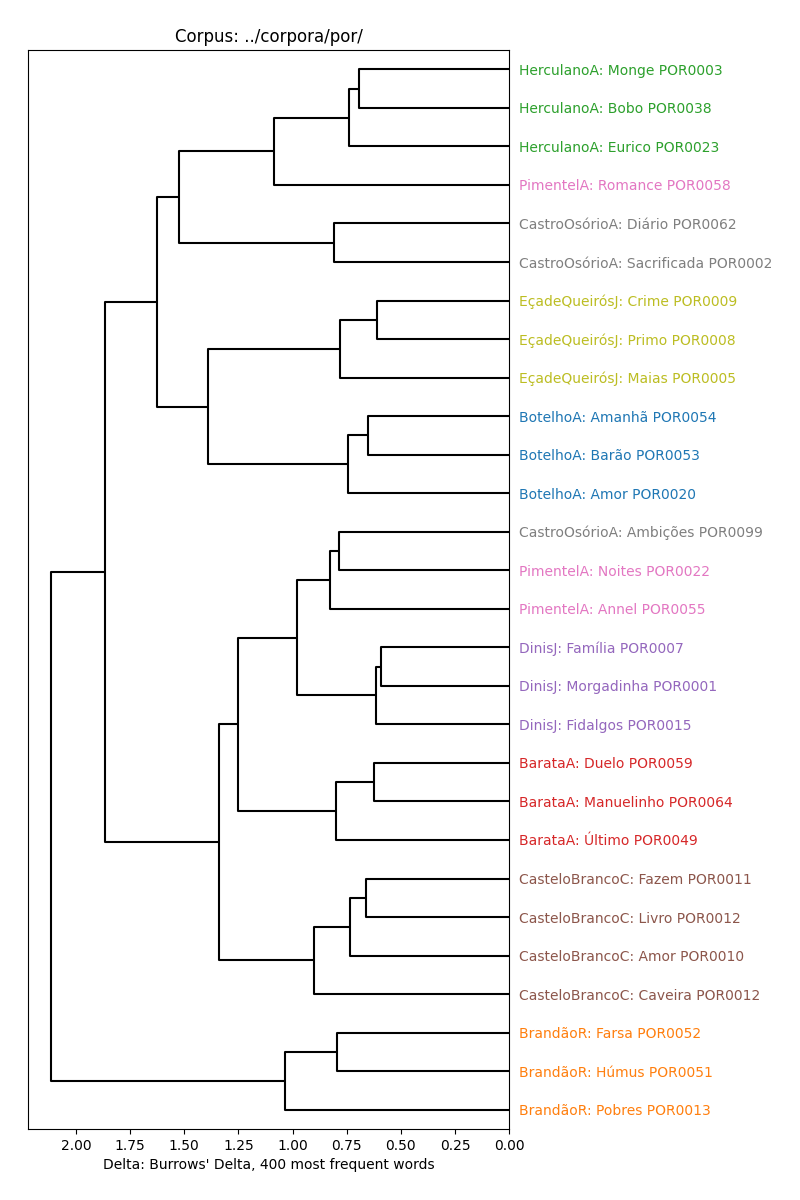 Corpus: ../corpora/por/
HerculanoA: Monge POR0003
HerculanoA: Bobo POR0038
HerculanoA: Eurico POR0023
PimentelA: Romance POR0058
CastroOsórioA: Diário POR0062
CastroOsórioA: Sacrificada POR0002
EçadeQueirósJ: Crime POR0009
EçadeQueirósJ: Primo POR0008
EçadeQueirósJ: Maias POR0005
BotelhoA: Amanhã POR0054
BotelhoA: Barão POR0053
BotelhoA: Amor POR0020
CastroOsórioA: Ambições POR0099
PimentelA: Noites POR0022
PimentelA: Annel POR0055
DinisJ: Família POR0007
DinisJ: Morgadinha POR0001
DinisJ: Fidalgos POR0015
BarataA: Duelo POR0059
BarataA: Manuelinho POR0064
BarataA: Último POR0049
CasteloBrancoC: Fazem POR0011
CasteloBrancoC: Livro POR0012
CasteloBrancoC: Amor POR0010
CasteloBrancoC: Caveira POR0012
BrandãoR: Farsa POR0052
BrandãoR: Húmus POR0051
BrandãoR: Pobres POR0013
2.00 1.75 1.50 1.25 1.00 0.75 0.50 0.25 0.00
Delta: Burrows' Delta, 400 most frequent words